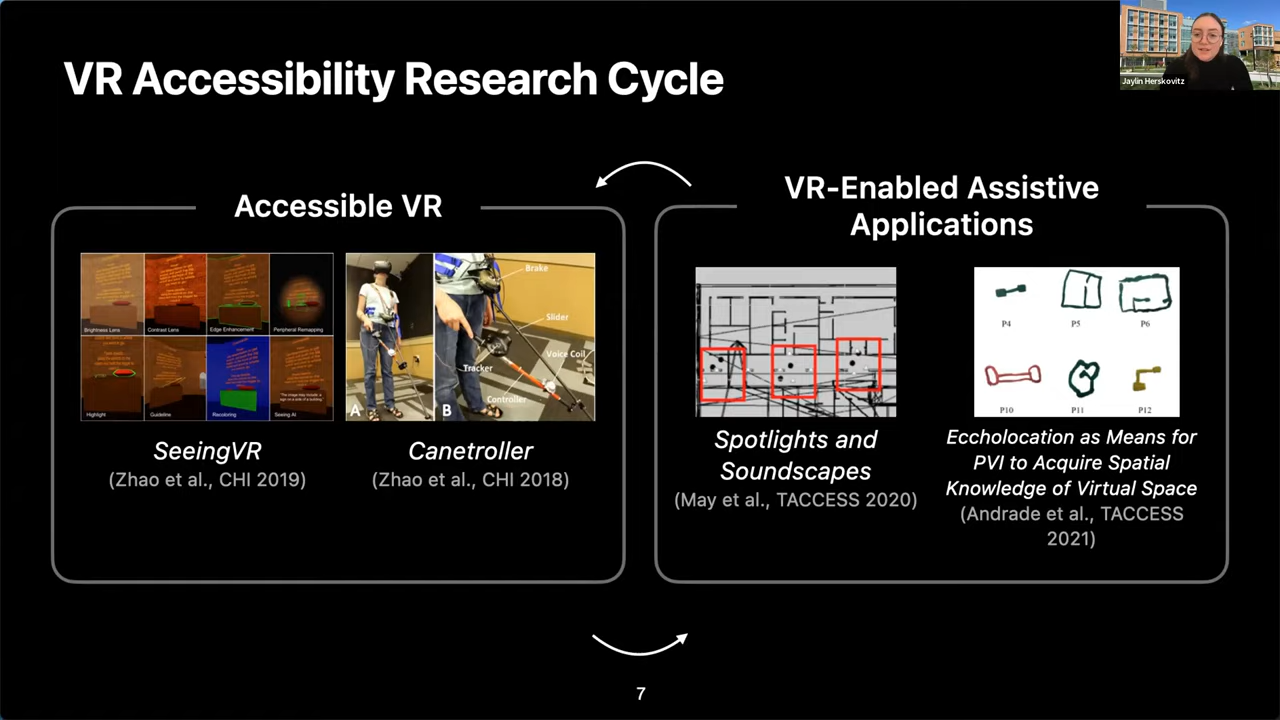 VR Accessibility Research Cycle
Jaylin Herskovitz
Accessible VR
Brightness Lens
Contrast Lens
Edge Enhancement
Peripheral Remapping
Highlight
Guideline
Recoloring
Seeing AI
A
B
Brake
Slider
Voice Coil
Tracker
Controller
SeeingVR
(Zhao et al., CHI 2019)
Canetroller
(Zhao et al., CHI 2018)
VR-Enabled Assistive
Applications
P4
P5
P6
P10
P11
P12
Spotlights and
Soundscapes
(May et al., TACCESS 2020)
Eccholocation as Means for
PVI to Acquire Spatial
Knowledge of Virtual Space
(Andrade et al., TACCESS
2021)
7